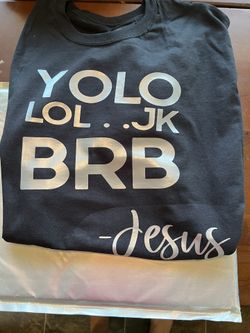 YOLO
LOL . . JK
BRB
-Jesus